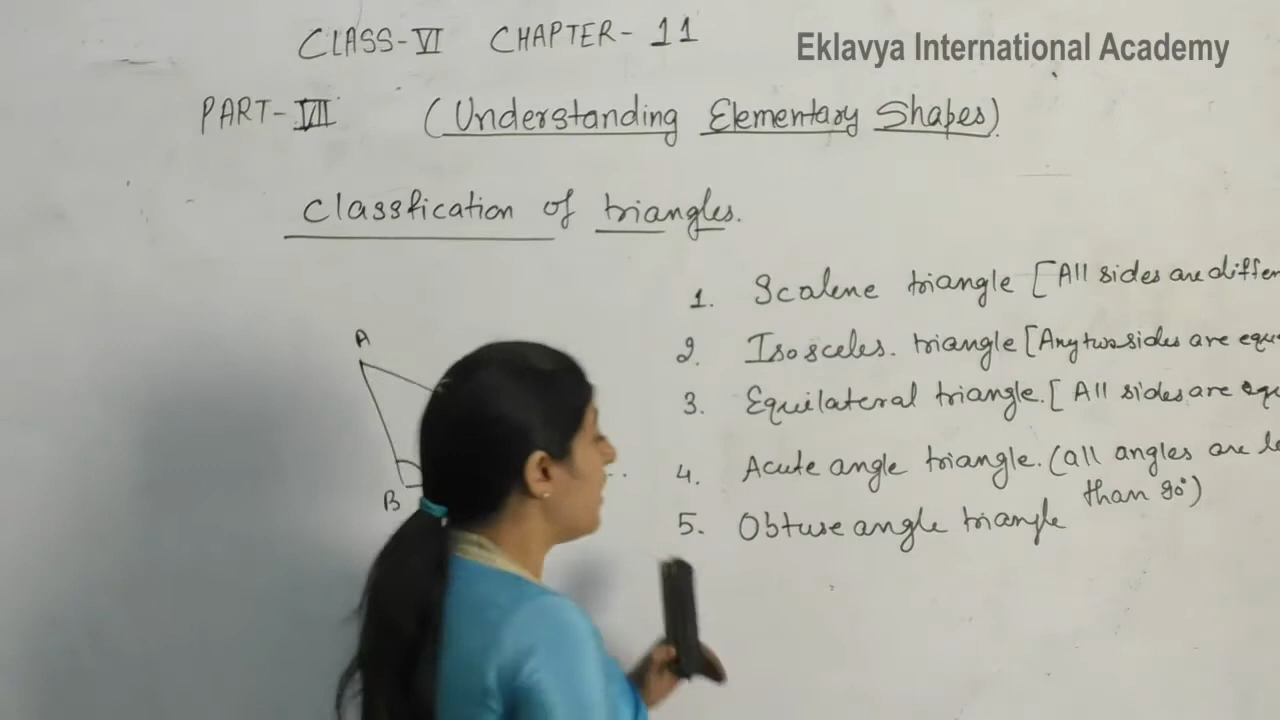 CLASS-VI CHAPTER-11
Eklavya International Academy
PART-VII (Understanding Elementary Shapes)
Classfication of triangles.
1. Scalene triangle [All sides are differen
2. Isosceles. triangle [Any two sides are equ
3. Equilateral triangle. [All sides are equ
4. Acute angle triangle. (all angles are le
than 90°)
5. Obtuse angle triangle
A
B